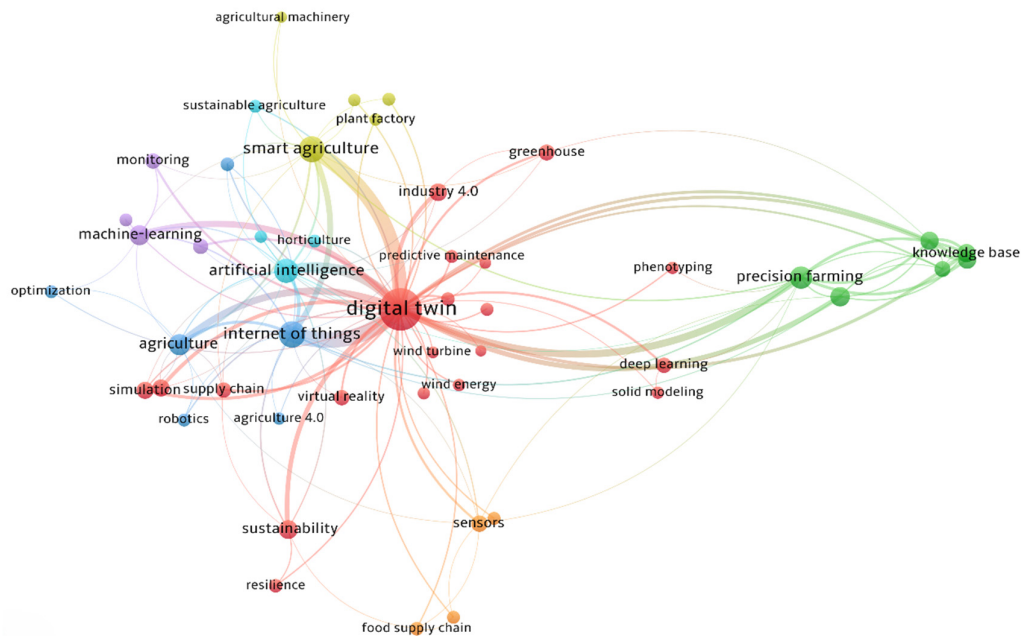 agricultural machinery
sustainable agriculture
plant factory
smart agriculture
greenhouse
monitoring
industry 4.0
machine-learning
horticulture
predictive maintenance
knowledge base
artificial intelligence
phenotyping
precision farming
optimization
digital twin
internet of things
agriculture
wind turbine
deep learning
simulation
supply chain
wind energy
solid modeling
virtual reality
robotics
agriculture 4.0
sensors
sustainability
resilience
food supply chain